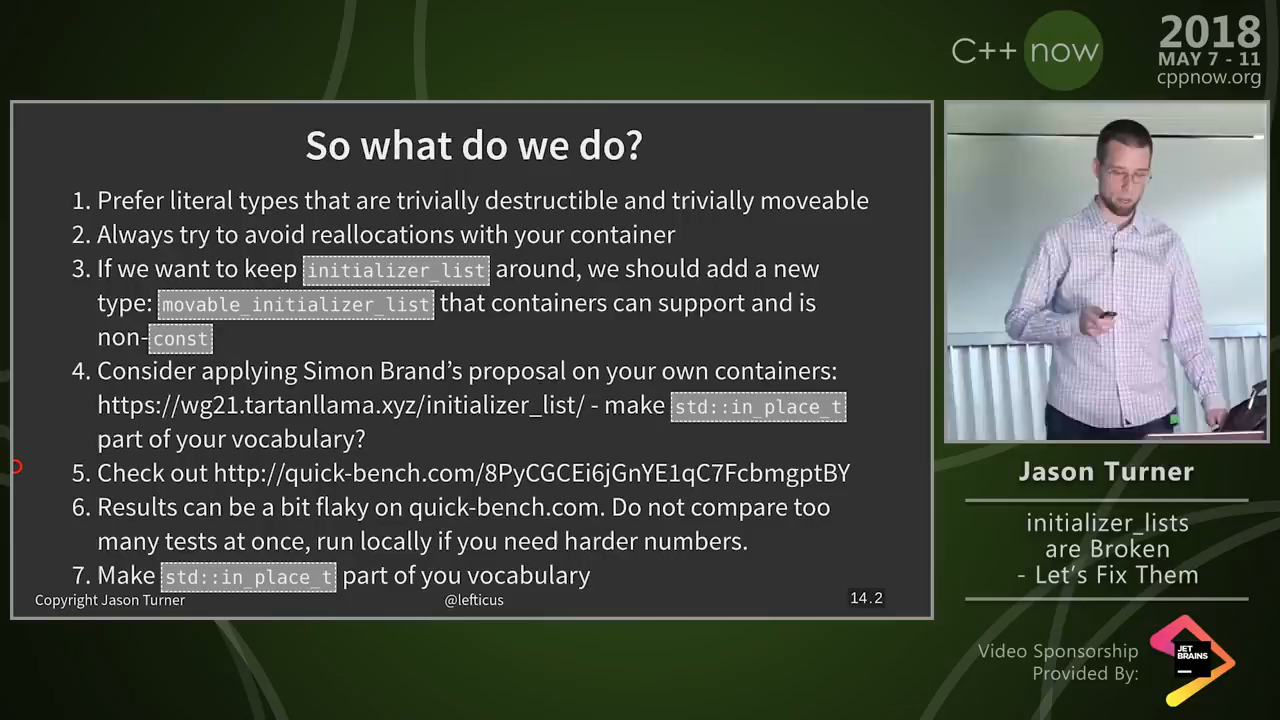 C++ now
2018
MAY 7 - 11
cppnow.org
So what do we do?
1. Prefer literal types that are trivially destructible and trivially moveable
2. Always try to avoid reallocations with your container
3. If we want to keep initializer_list around, we should add a new
type: movable_initializer_list that containers can support and is
non-const
4. Consider applying Simon Brand's proposal on your own containers:
https://wg21.tartanllama.xyz/initializer_list/ - make std::in_place_t
part of your vocabulary?
5. Check out http://quick-bench.com/8PyCGCEi6jGnYE1qC7FcbmgptBY
6. Results can be a bit flaky on quick-bench.com. Do not compare too
many tests at once, run locally if you need harder numbers.
7. Make std::in_place_t part of you vocabulary
Copyright Jason Turner
@lefticus
14.2
Jason Turner
initializer_lists
are Broken
- Let's Fix Them
Video Sponsorship
Provided By:
JET
BRAINS